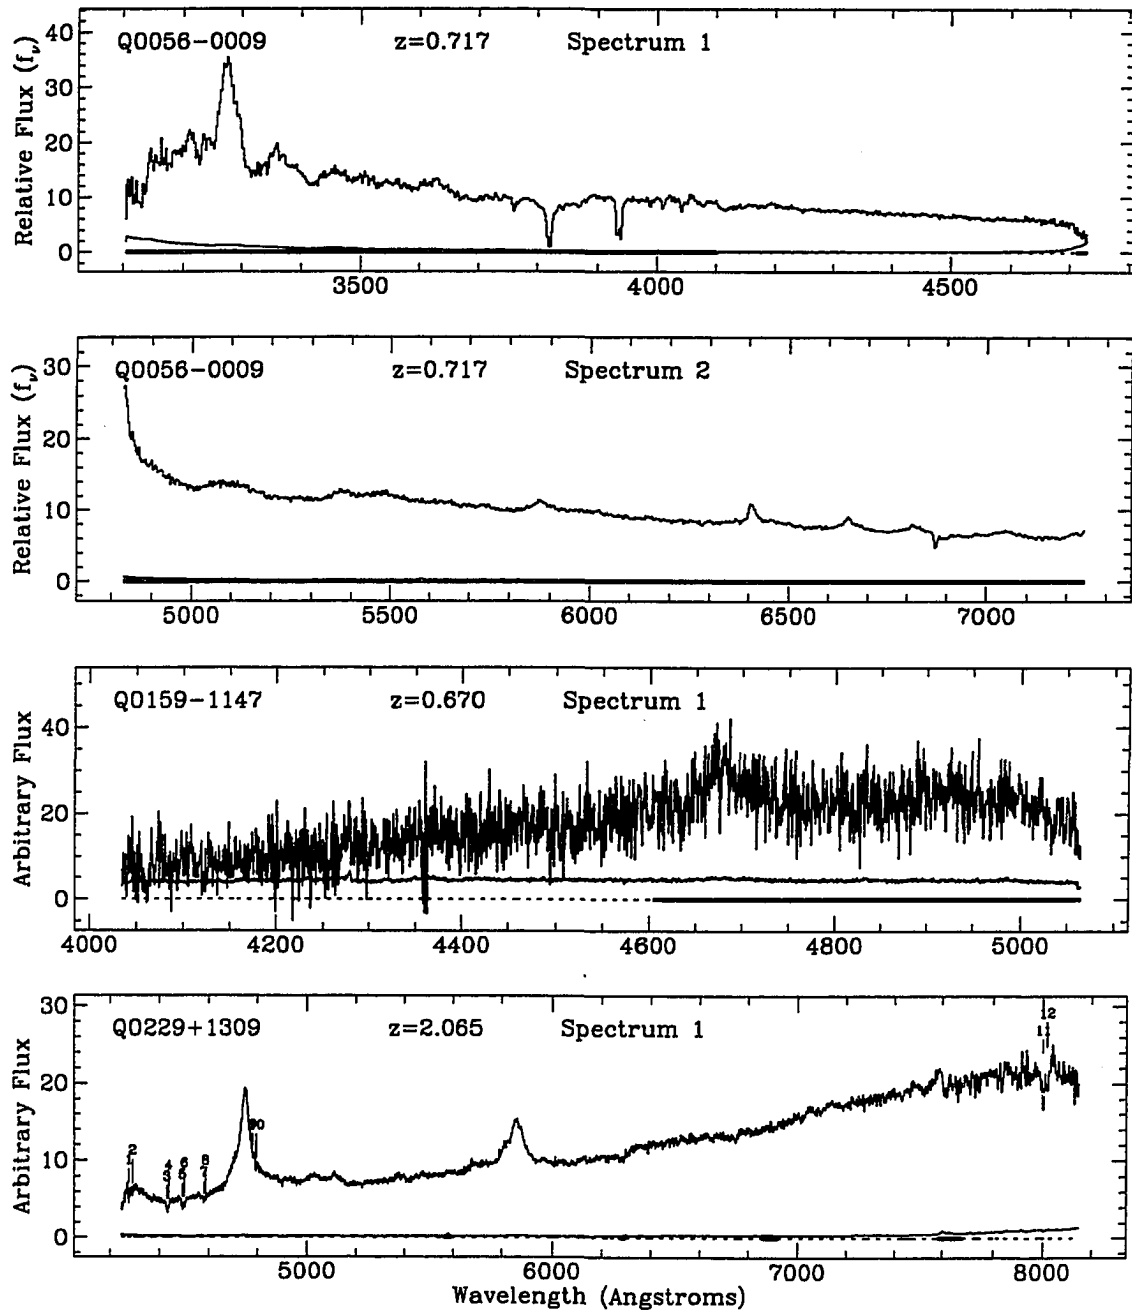 Q0056-0009 z=0.717 Spectrum 1
Relative Flux (fν)
40
30
20
10
0
3500 4000 4500
Q0056-0009 z=0.717 Spectrum 2
Relative Flux (fν)
30
20
10
0
5000 5500 6000 6500 7000
Q0159-1147 z=0.670 Spectrum 1
Arbitrary Flux
40
20
0
4000 4200 4400 4600 4800 5000
Q0229+1309 z=2.065 Spectrum 1
Arbitrary Flux
30
20
10
0
2
1
4
3
6
5
8
7
12
11
5000 6000 7000 8000
Wavelength (Angstroms)